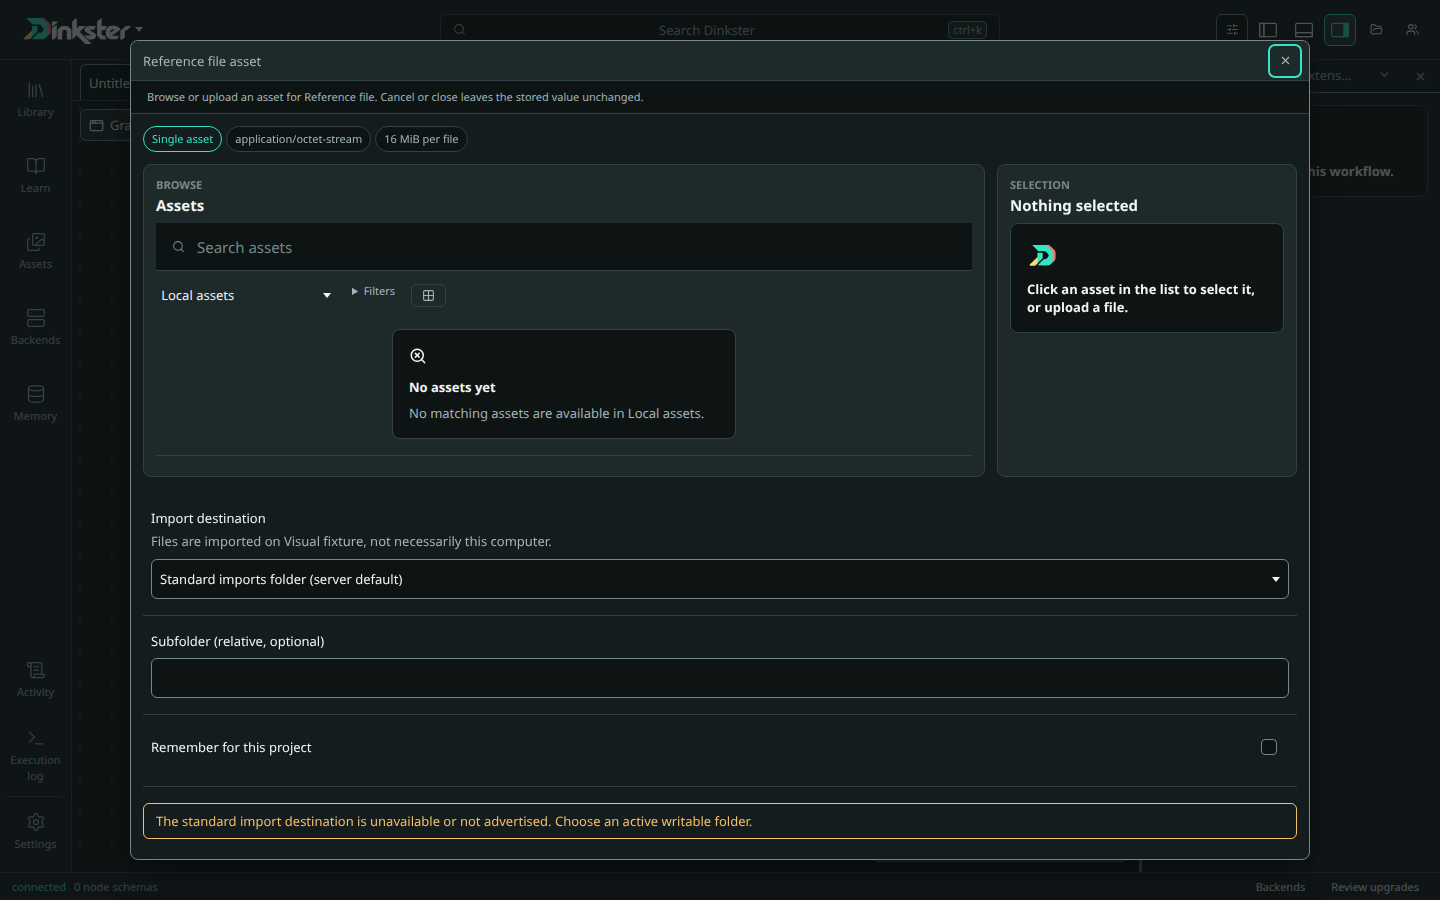 Dinkster
Search Dinkster
ctrl+k
Reference file asset
Browse or upload an asset for Reference file. Cancel or close leaves the stored value unchanged.
Single asset
application/octet-stream
16 MiB per file
BROWSE
Assets
Search assets
Local assets
Filters
No assets yet
No matching assets are available in Local assets.
SELECTION
Nothing selected
Click an asset in the list to select it,
or upload a file.
Import destination
Files are imported on Visual fixture, not necessarily this computer.
Standard imports folder (server default)
Subfolder (relative, optional)
Remember for this project
The standard import destination is unavailable or not advertised. Choose an active writable folder.
Library
Learn
Assets
Backends
Memory
Activity
Execution
log
Settings
Untitle
Gra
xtens...
his workflow.
connected
0 node schemas
Backends
Review upgrades